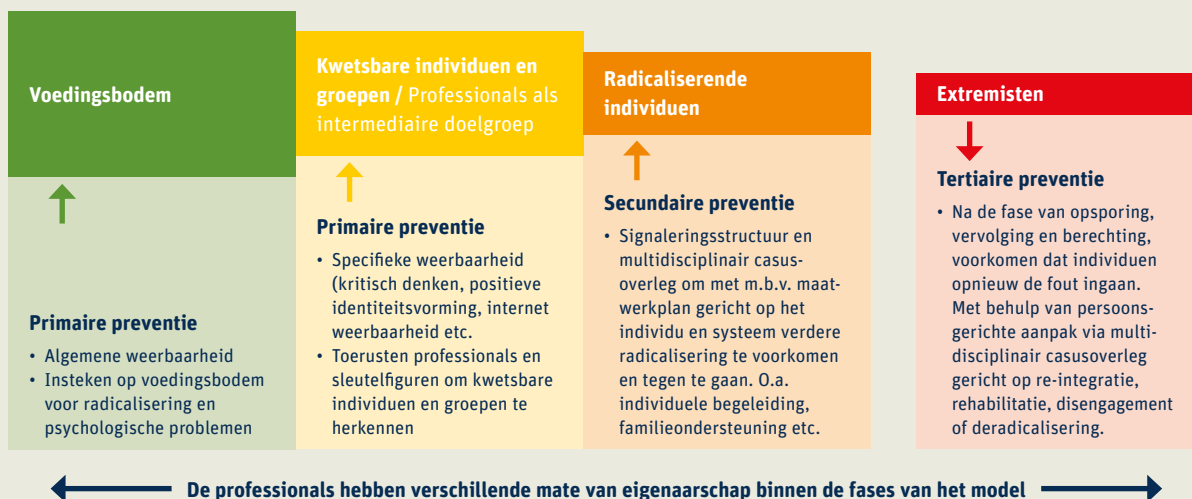 Voedingsbodem
Primaire preventie
• Algemene weerbaarheid
• Insteken op voedingsbodem
voor radicalisering en
psychologische problemen
Kwetsbare individuen en
groepen / Professionals als
intermediaire doelgroep
Primaire preventie
• Specifieke weerbaarheid
(kritisch denken, positieve
identiteitsvorming, internet
weerbaarheid etc.
• Toerusten professionals en
sleutelfiguren om kwetsbare
individuen en groepen te
herkennen
Radicaliserende
individuen
Secundaire preventie
• Signaleringsstructuur en
multidisciplinair casus-
overleg om met m.b.v. maat-
werkplan gericht op het
individu en systeem verdere
radicalisering te voorkomen
en tegen te gaan. O.a.
individuele begeleiding,
familieondersteuning etc.
Extremisten
Tertiaire preventie
• Na de fase van opsporing,
vervolging en berechting,
voorkomen dat individuen
opnieuw de fout ingaan.
Met behulp van persoons-
gerichte aanpak via multi-
disciplinair casusoverleg
gericht op re-integratie,
rehabilitatie, disengagement
of deradicalisering.
De professionals hebben verschillende mate van eigenaarschap binnen de fases van het model